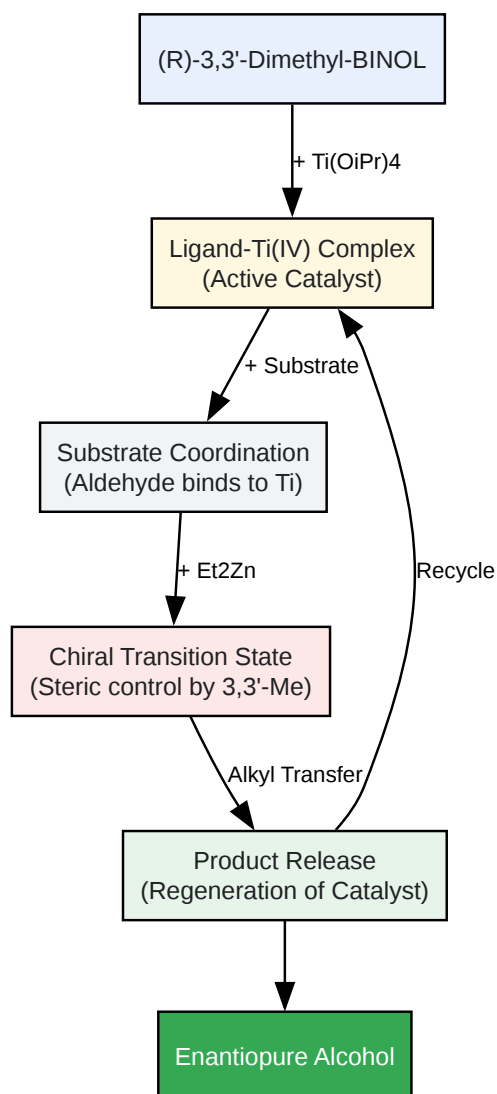 (R)-3,3'-Dimethyl-BINOL
+ Ti(OiPr)4
Ligand-Ti(IV) Complex
(Active Catalyst)
+ Substrate
Substrate Coordination
(Aldehyde binds to Ti)
+ Et2Zn
Recycle
Chiral Transition State
(Steric control by 3,3'-Me)
Alkyl Transfer
Product Release
(Regeneration of Catalyst)
Enantiopure Alcohol